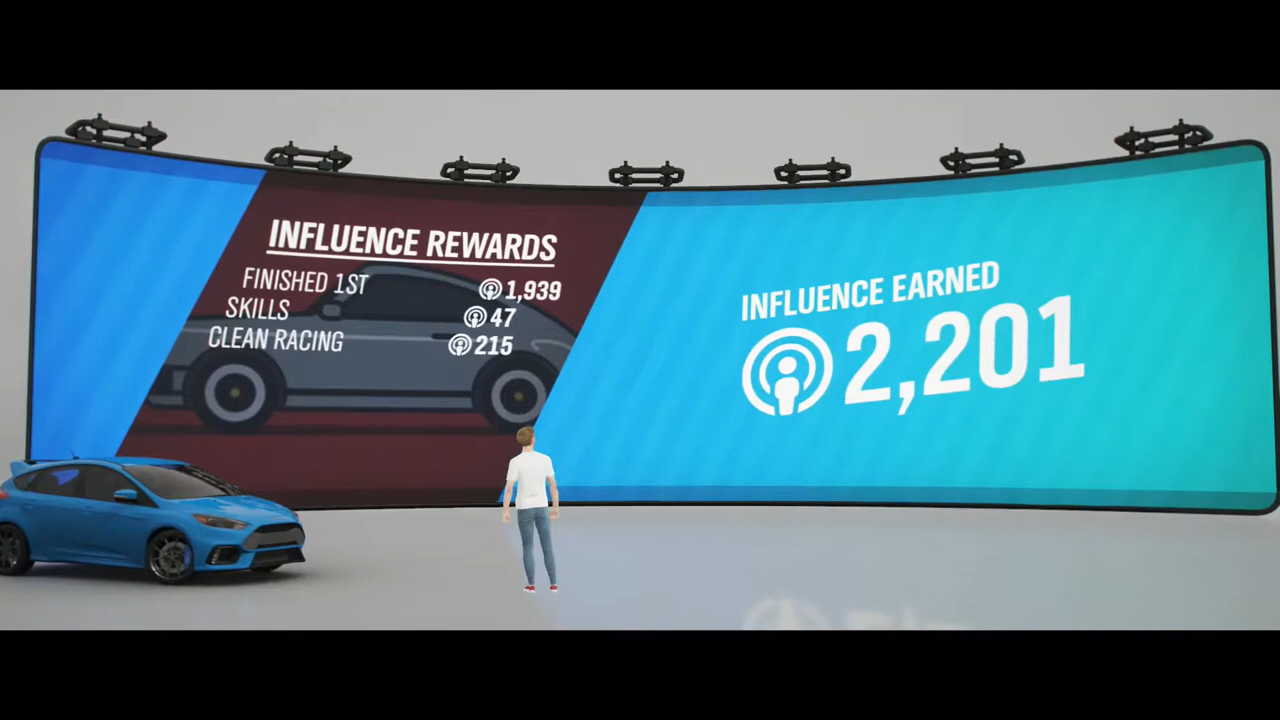 INFLUENCE REWARDS
FINISHED 1ST 1,939
SKILLS 47
CLEAN RACING 215
INFLUENCE EARNED
2,201